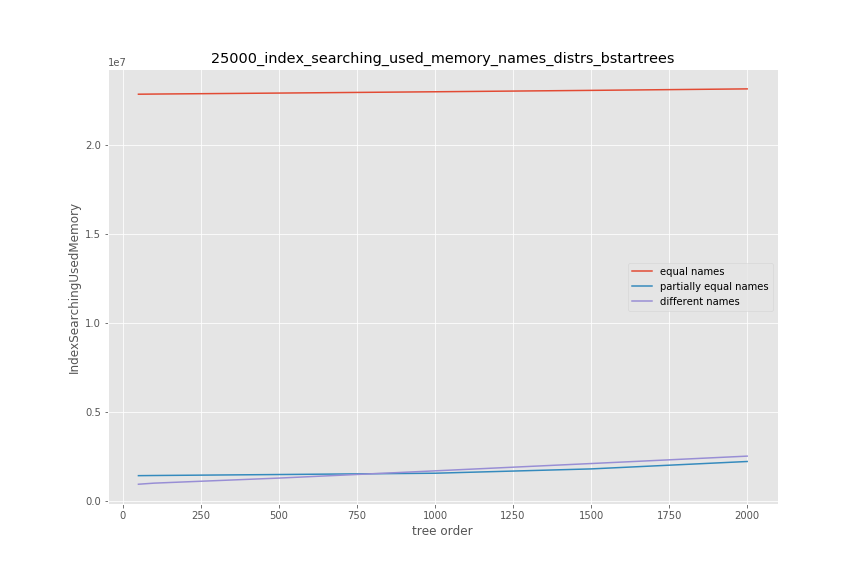 25000_index_searching_used_memory_names_distrs_bstartrees
1e7
2.0
1.5
1.0
0.5
0.0
IndexSearchingUsedMemory
equal names
partially equal names
different names
0 250 500 750 1000 1250 1500 1750 2000
tree order